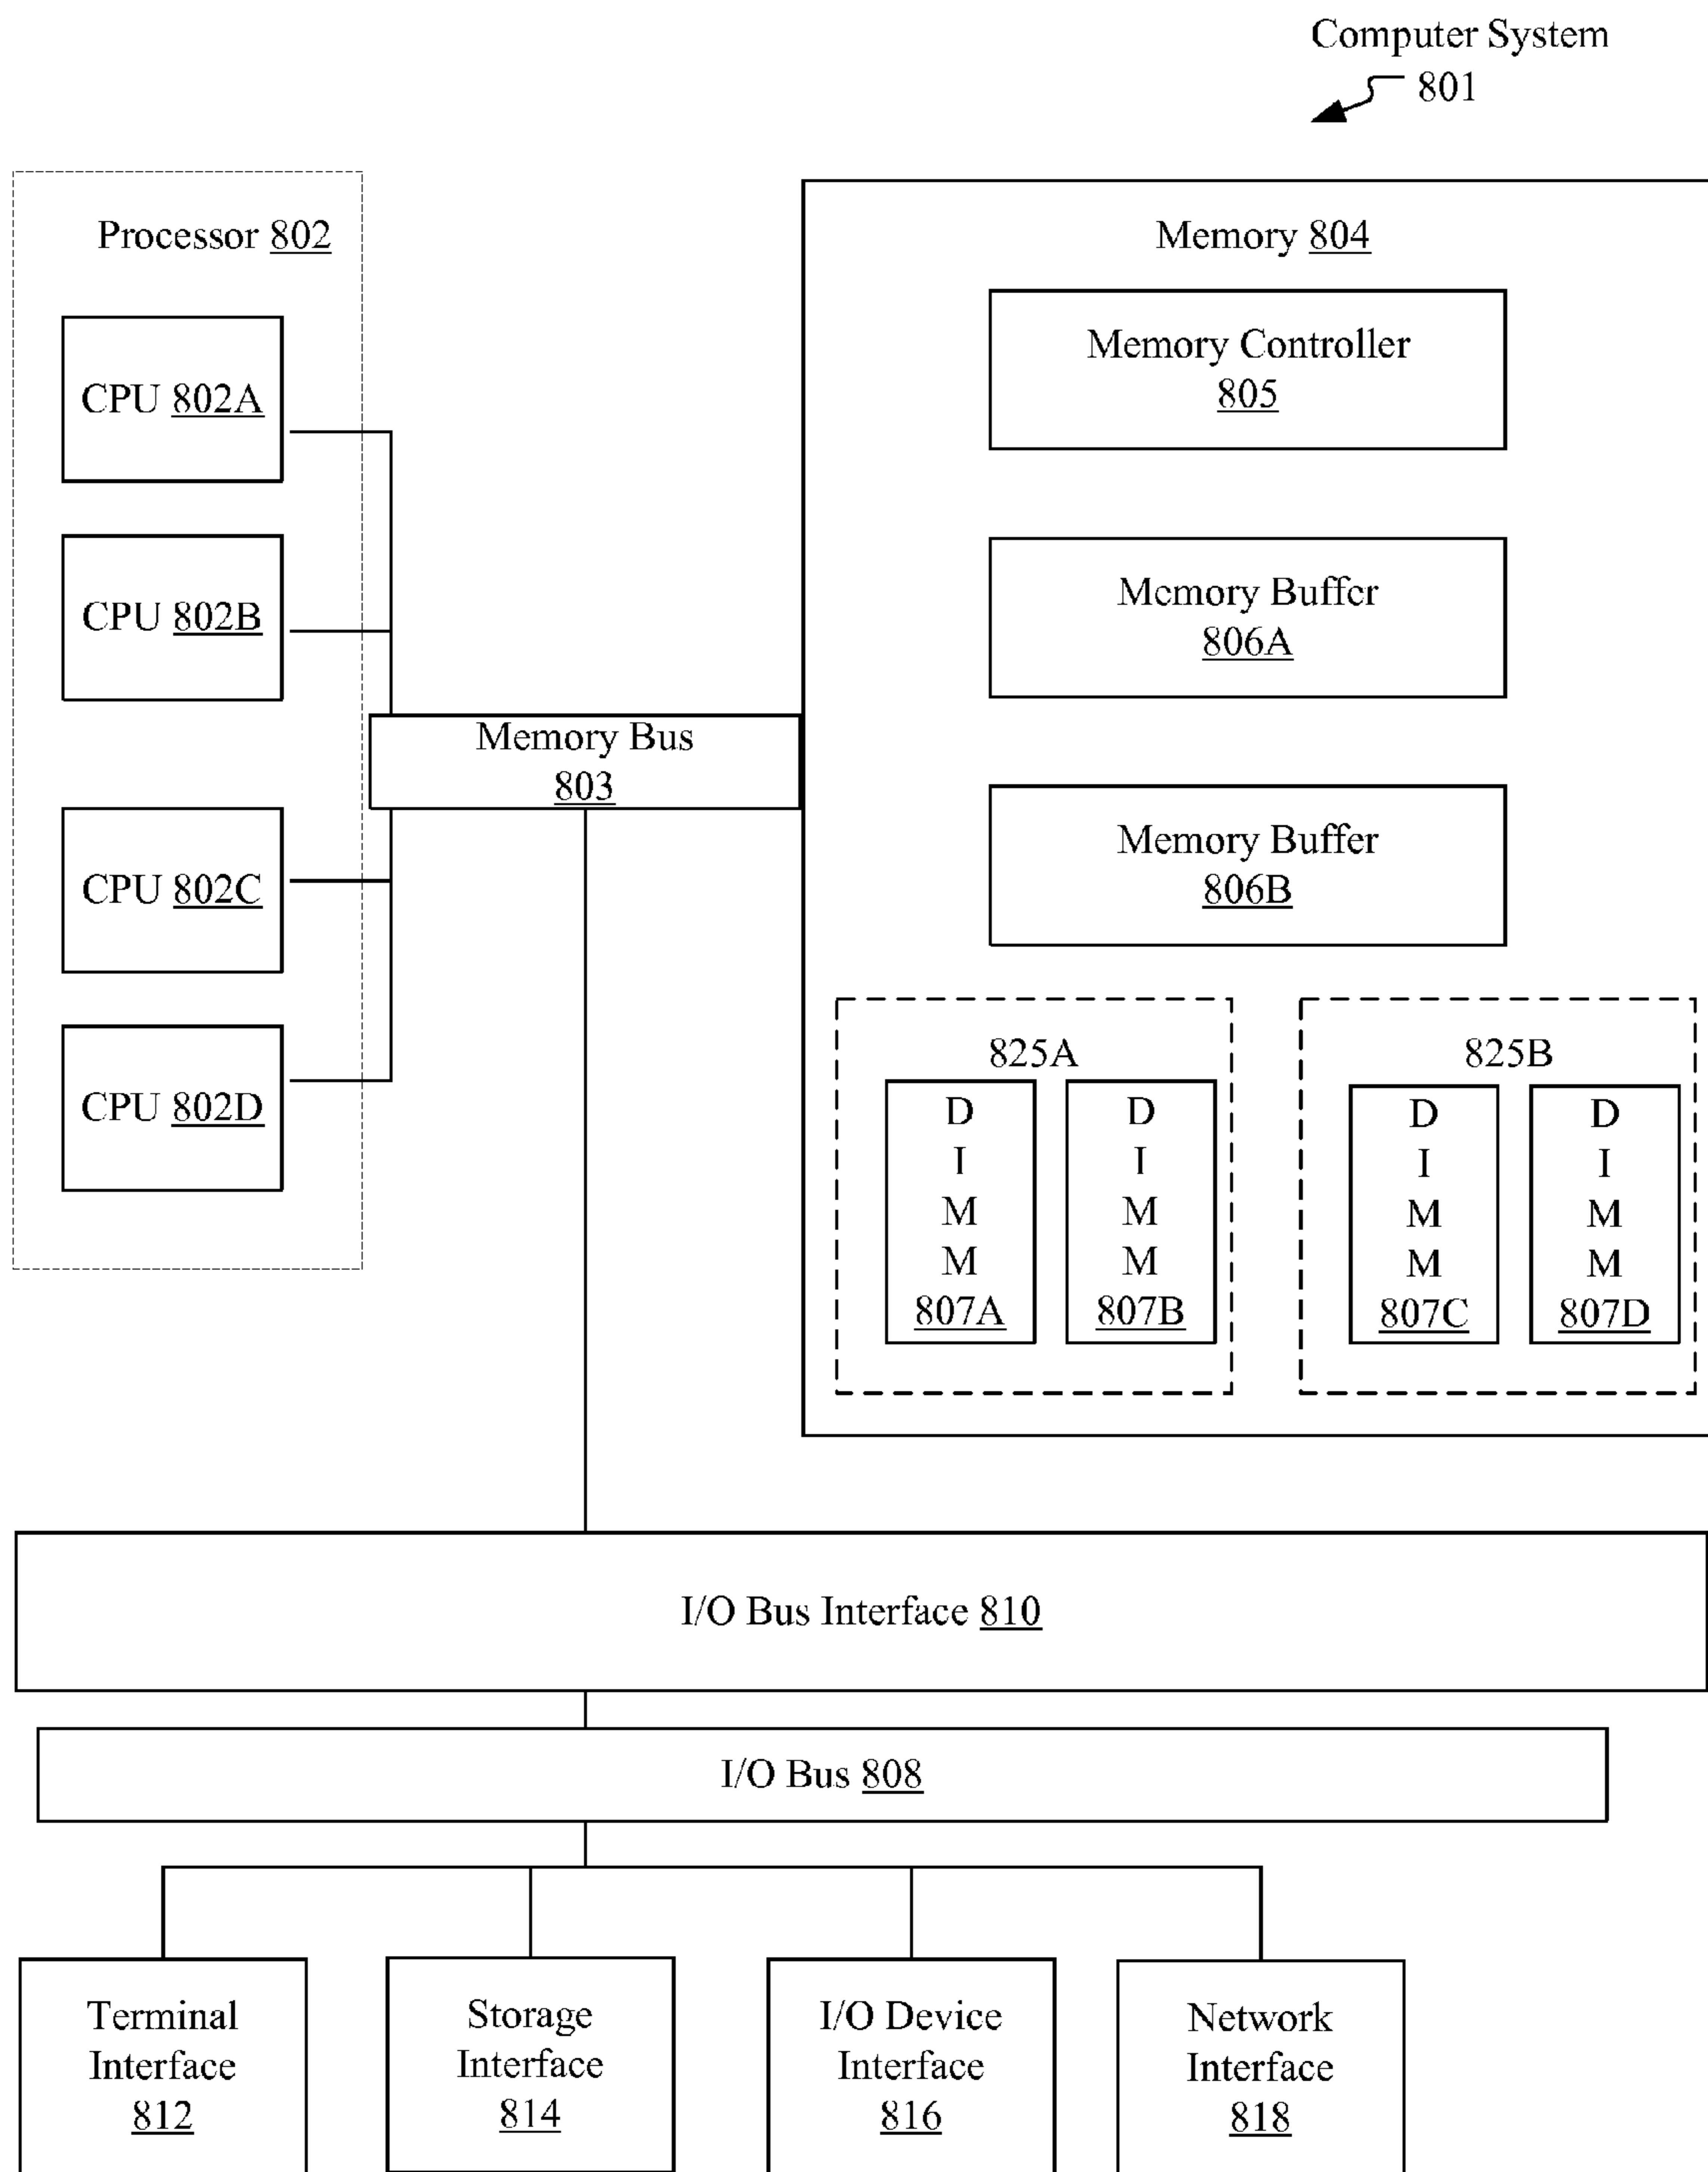 Computer System
801
Processor 802
CPU 802A
CPU 802B
CPU 802C
CPU 802D
Memory Bus
803
Memory 804
Memory Controller
805
Memory Buffer
806A
Memory Buffer
806B
825A
D
I
M
M
807A
D
I
M
M
807B
825B
D
I
M
M
807C
D
I
M
M
807D
I/O Bus Interface 810
I/O Bus 808
Terminal
Interface
812
Storage
Interface
814
I/O Device
Interface
816
Network
Interface
818